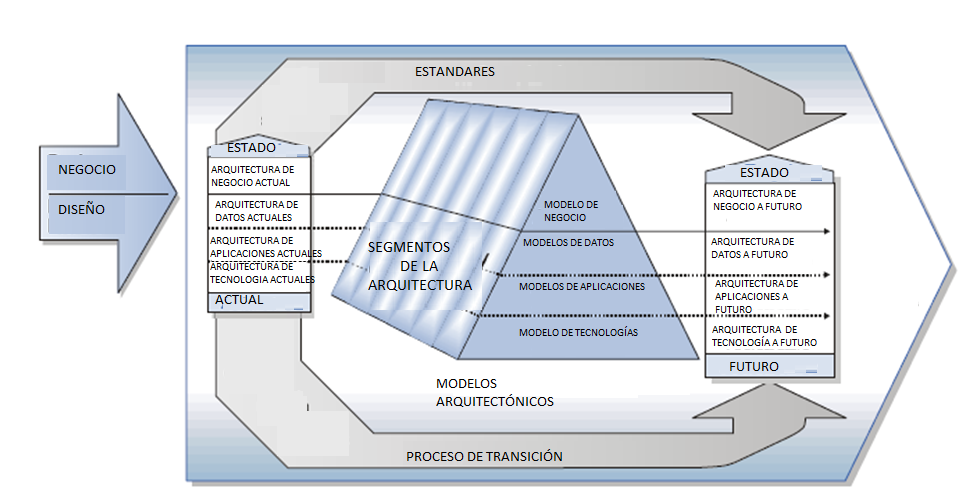 ESTANDARES
NEGOCIO
DISEÑO
ESTADO
ARQUITECTURA DE
NEGOCIO ACTUAL
ARQUITECTURA DE
DATOS ACTUALES
ARQUITECTURA DE
APLICACIONES ACTUALES
ARQUITECTURA DE
TECNOLOGIA ACTUALES
ACTUAL
SEGMENTOS
DE LA
ARQUITECTURA
MODELO DE
NEGOCIO
MODELOS DE DATOS
MODELOS DE APLICACIONES
MODELO DE TECNOLOGÍAS
ESTADO
ARQUITECTURA DE
NEGOCIO A FUTURO
ARQUITECTURA DE
DATOS A FUTURO
ARQUITECTURA DE
APLICACIONES A
FUTURO
ARQUITECTURA DE
TECNOLOGÍA A FUTURO
FUTURO
MODELOS
ARQUITECTÓNICOS
PROCESO DE TRANSICIÓN